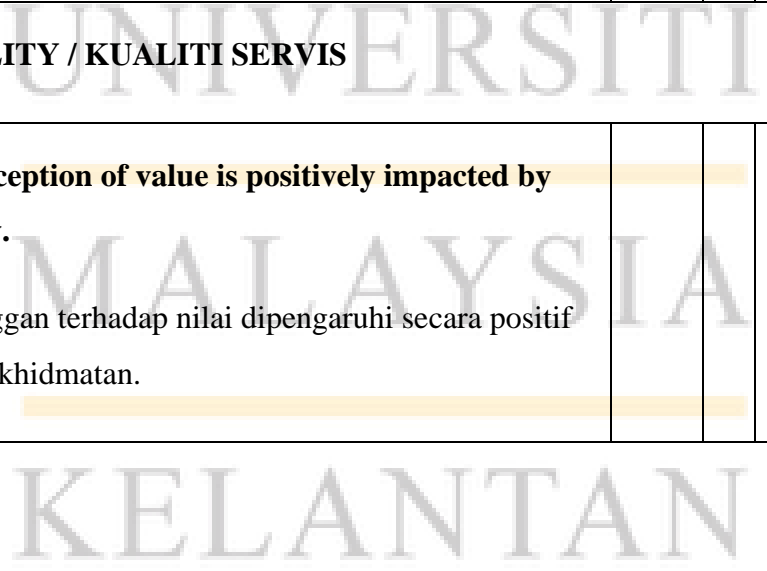 UNIVERSITI
LITY / KUALITI SERVIS
ception of value is positively impacted by
MALAYSIA
ggan terhadap nilai dipengaruhi secara positif
khidmatan.
KELANTAN